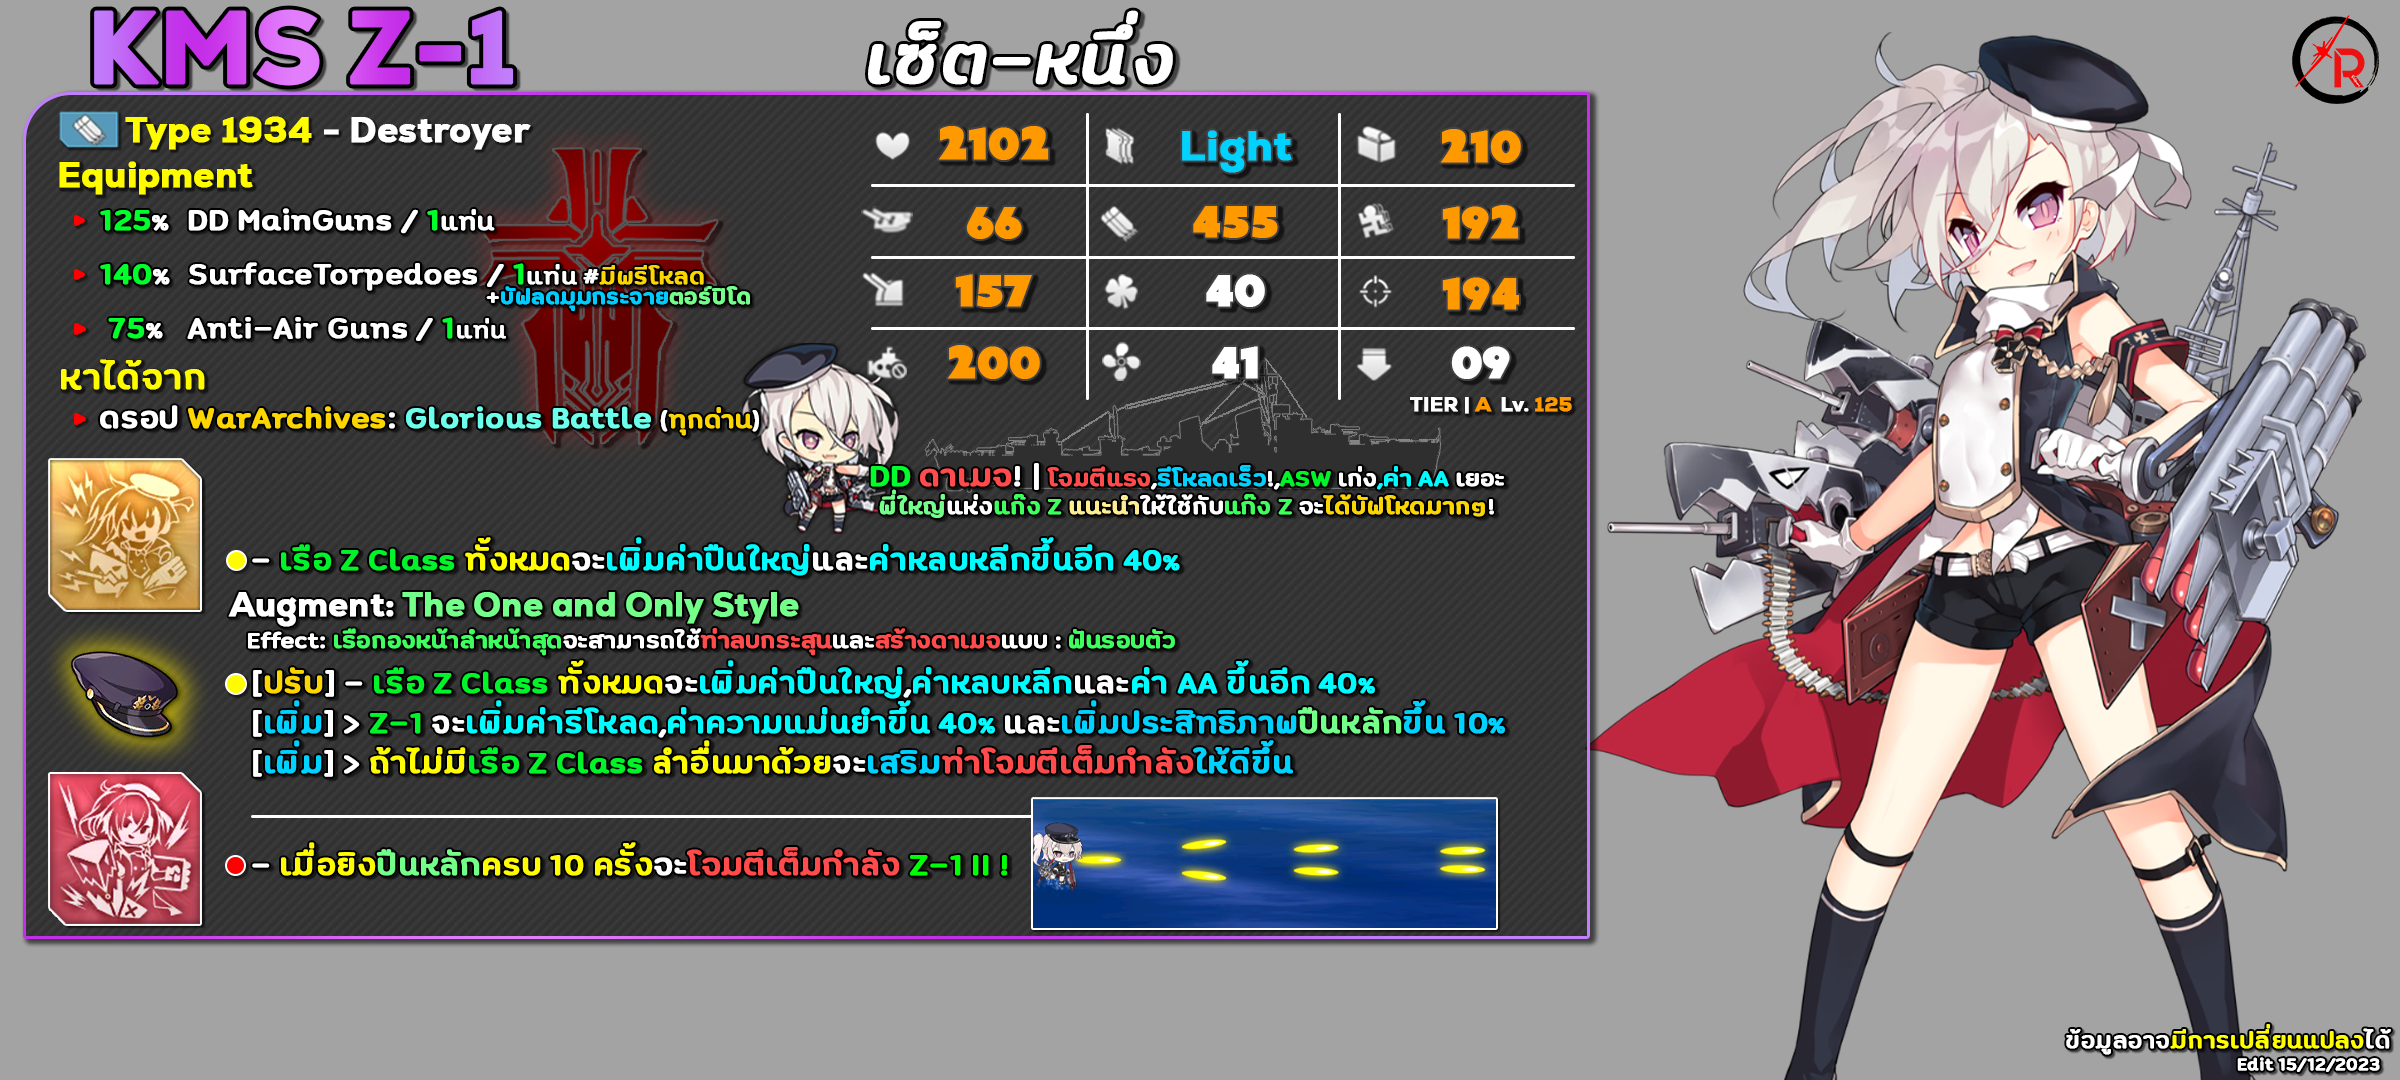 KMS Z-1
เซ็ต-หนึ่ง
Type 1934 - Destroyer
Equipment
125% DD MainGuns / 1แท่น
140% SurfaceTorpedoes / 1แท่น #มีพรีโหลด
+บัฟลดมุมกระจายตอร์ปิโด
75% Anti-Air Guns / 1แท่น
หาได้จาก
ดรอป WarArchives: Glorious Battle (ทุกด่าน)
2102 Light 210
66 455 192
157 40 194
200 41 09
TIER | A Lv. 125
DD ดาเมจ! | โจมตีแรง,รีโหลดเร็ว!,ASW เก่ง,ค่า AA เยอะ
พี่ใหญ่แห่งแก๊ง Z แนะนำให้ใช้กับแก๊ง Z จะได้บัฟโหดมากๆ!
- เรือ Z Class ทั้งหมดจะเพิ่มค่าปืนใหญ่และค่าหลบหลีกขึ้นอีก 40%
Augment: The One and Only Style
Effect: เรือกองหน้าลำหน้าสุดจะสามารถใช้ท่าลบกระสุนและสร้างดาเมจแบบ : ฟันรอบตัว
[ปรับ] - เรือ Z Class ทั้งหมดจะเพิ่มค่าปืนใหญ่,ค่าหลบหลีกและค่า AA ขึ้นอีก 40%
[เพิ่ม] > Z-1 จะเพิ่มค่ารีโหลด,ค่าความแม่นยำขึ้น 40% และเพิ่มประสิทธิภาพปืนหลักขึ้น 10%
[เพิ่ม] > ถ้าไม่มีเรือ Z Class ลำอื่นมาด้วยจะเสริมท่าโจมตีเต็มกำลังให้ดีขึ้น
- เมื่อยิงปืนหลักครบ 10 ครั้งจะโจมตีเต็มกำลัง Z-1 II !
R
ข้อมูลอาจมีการเปลี่ยนแปลงได้
Edit 15/12/2023